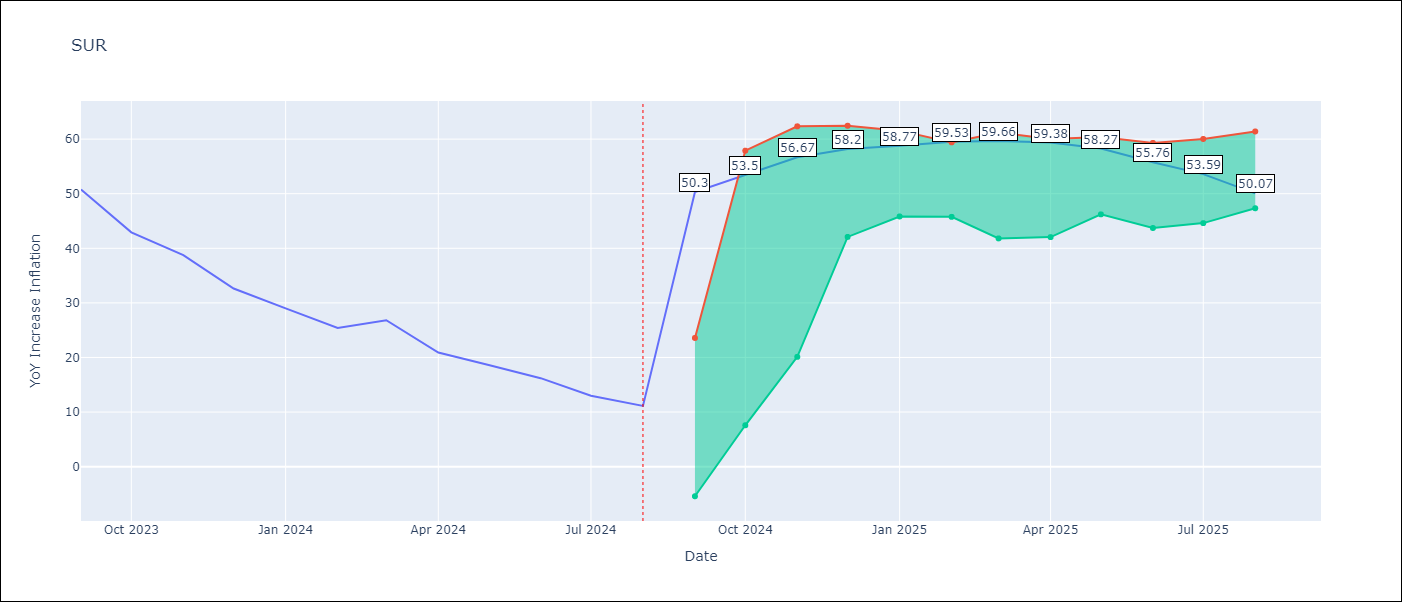 SUR
YoY Increase Inflation
60
50
40
30
20
10
0
50.3
53.5
56.67
58.2
58.77
59.53
59.66
59.38
58.27
55.76
53.59
50.07
Oct 2023
Jan 2024
Apr 2024
Jul 2024
Oct 2024
Jan 2025
Apr 2025
Jul 2025
Date